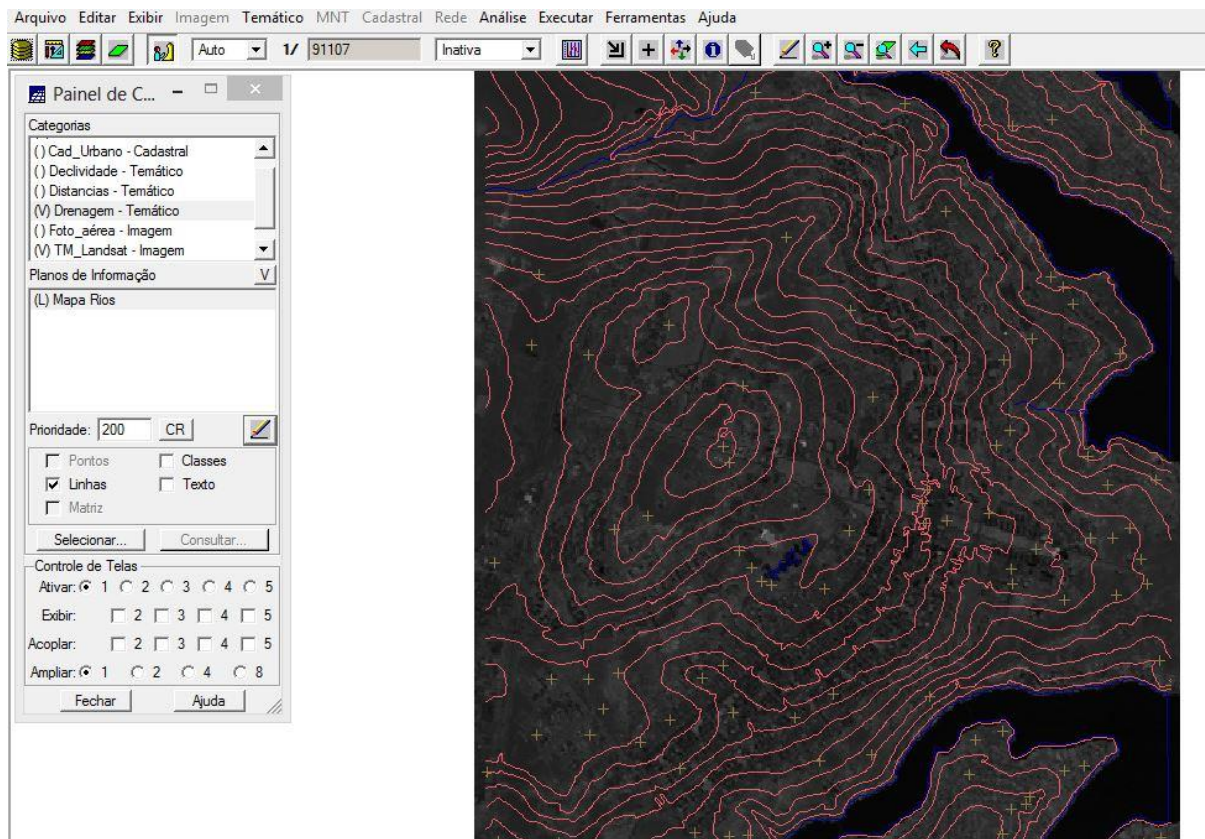 Arquivo Editar Exibir Imagem Temático MNT Cadastral Rede Análise Executar Ferramentas Ajuda
Auto 1/ 91107 Inativa
Painel de C...
Categorias
( ) Cad_Urbano - Cadastral
( ) Declividade - Temático
( ) Distancias - Temático
(V) Drenagem - Temático
( ) Foto_aérea - Imagem
(V) TM_Landsat - Imagem
Planos de Informação V
(L) Mapa Rios
Prioridade: 200 CR
Pontos Classes
Linhas Texto
Matriz
Selecionar... Consultar...
Controle de Telas
Ativar: 1 2 3 4 5
Exibir: 2 3 4 5
Acoplar: 2 3 4 5
Ampliar: 1 2 4 8
Fechar Ajuda